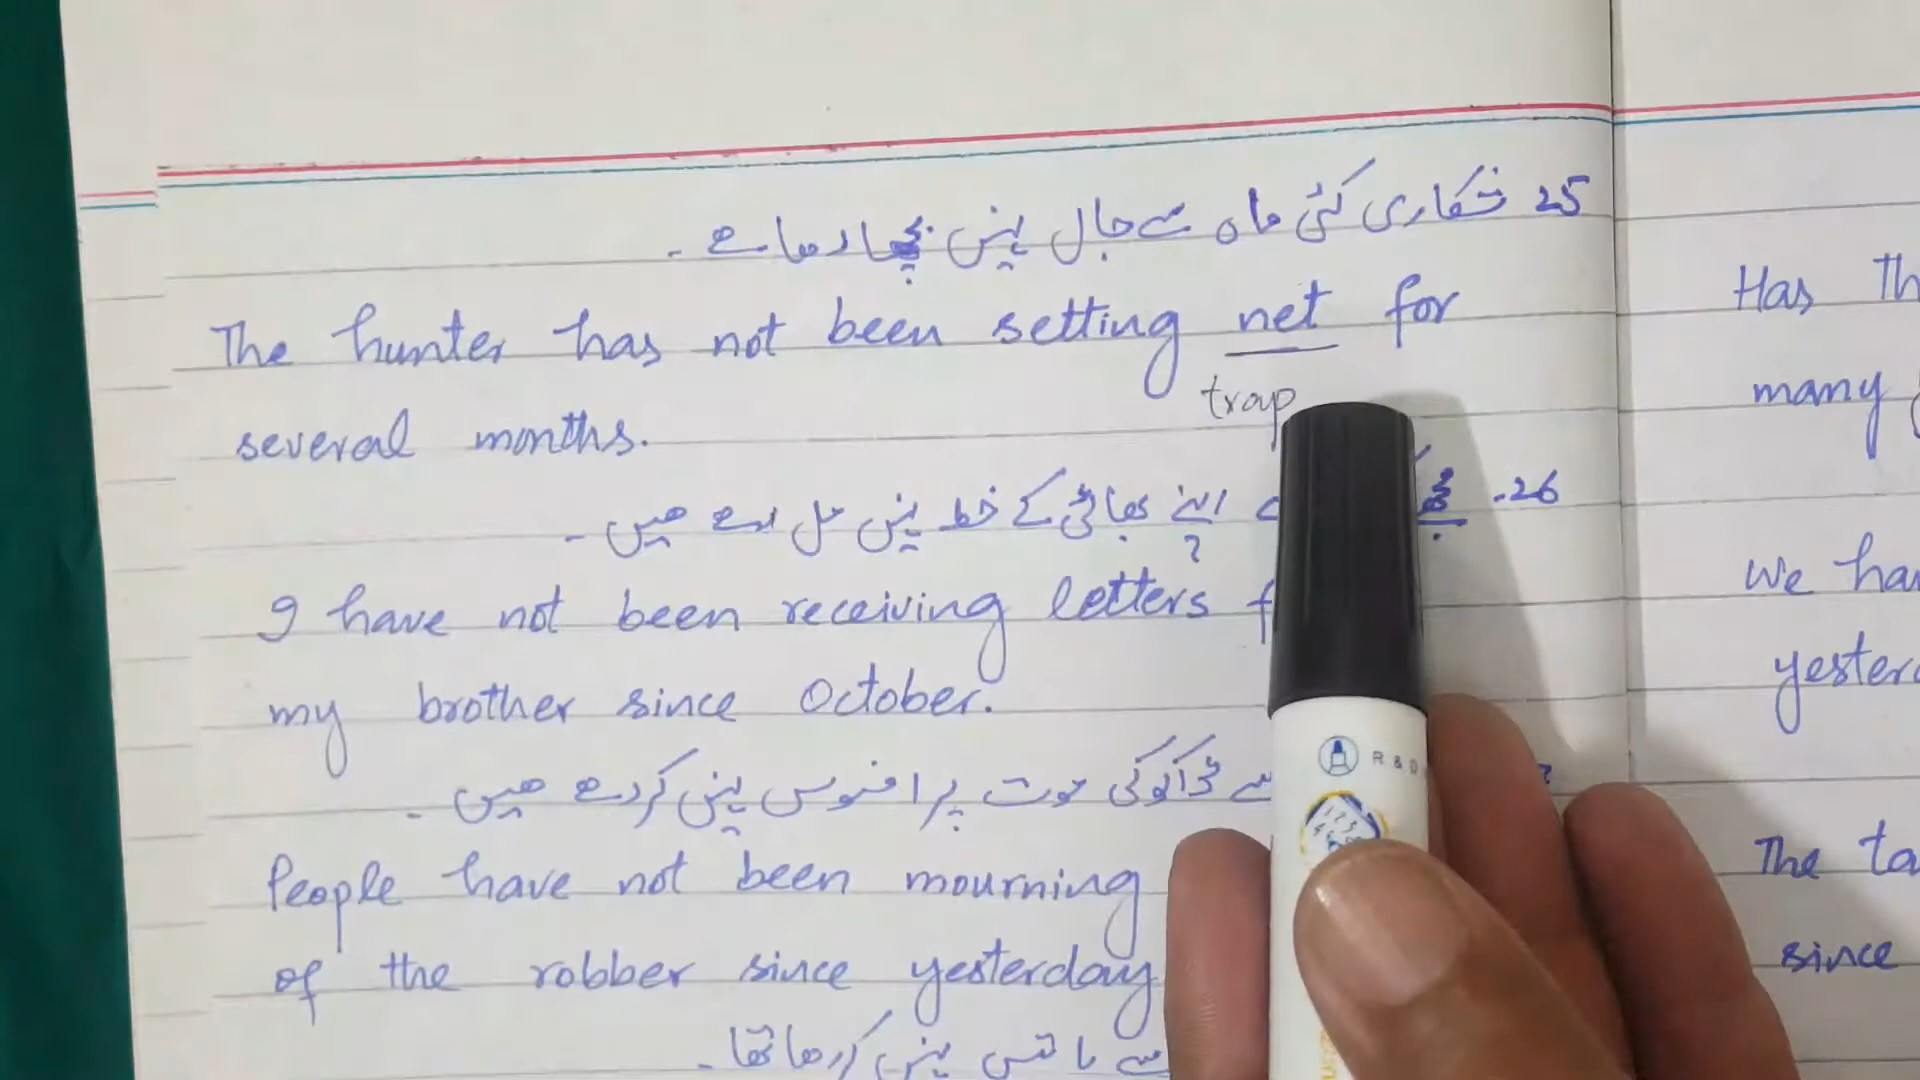 25 شکاری کئی ماہ سے جال نہیں بچھا رہا ہے ۔
The hunter has not been setting net for
trap
several months.
26. اپنے بھائی کے خط نہیں مل رہے ہیں ۔
I have not been receiving letters
my brother since October.
سے ڈاکو کی موت پر افسوس نہیں کر رہے ہیں ۔
People have not been mourning
of the robber since yesterday
سے باتیں نہیں کر رہا تھا ۔
Has
many
We
The
since
R & D